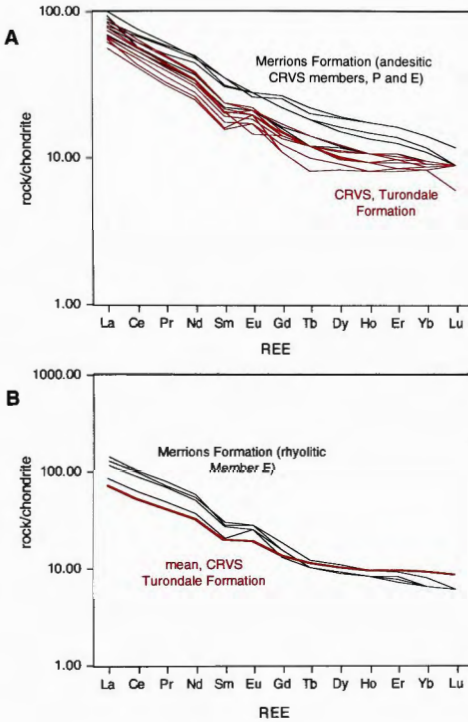 A
100.00
10.00
1.00
rock/chondrite
Merrions Formation (andesitic
CRVS members, P and E)
CRVS, Turondale
Formation
La Ce Pr Nd Sm Eu Gd Tb Dy Ho Er Yb Lu
REE
B
1000.00
100.00
10.00
1.00
rock/chondrite
Merrions Formation (rhyolitic
Member E)
mean, CRVS
Turondale Formation
La Ce Pr Nd Sm Eu Gd Tb Dy Ho Er Yb Lu
REE